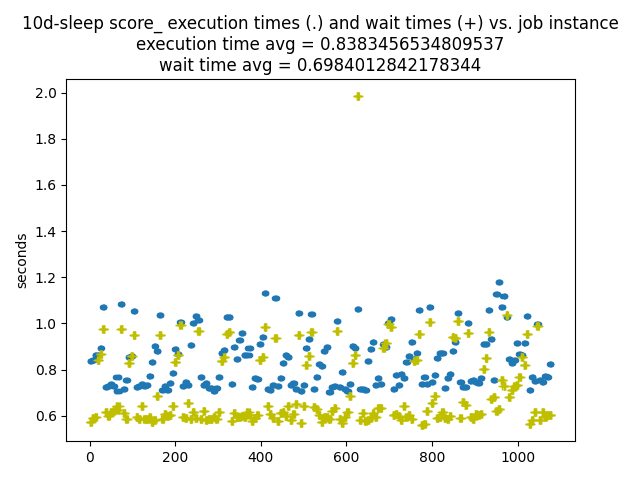 10d-sleep score_ execution times (.) and wait times (+) vs. job instance
execution time avg = 0.8383456534809537
wait time avg = 0.6984012842178344
2.0
1.8
1.6
1.4
1.2
1.0
0.8
0.6
seconds
0 200 400 600 800 1000